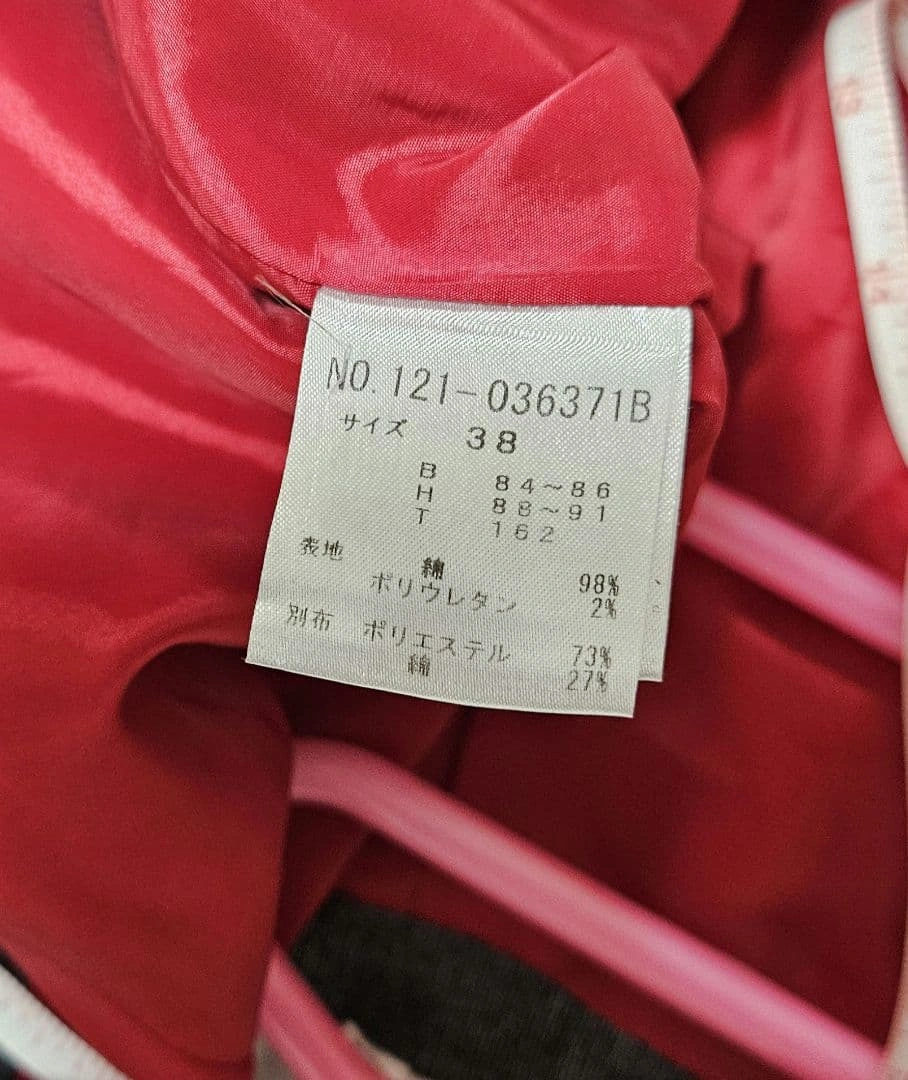 NO. 121-036371B
サイズ 38
B 84～86
H 88～91
T 162
表地 綿 98%
ポリウレタン 2%
別布 ポリエステル 73%
綿 27%